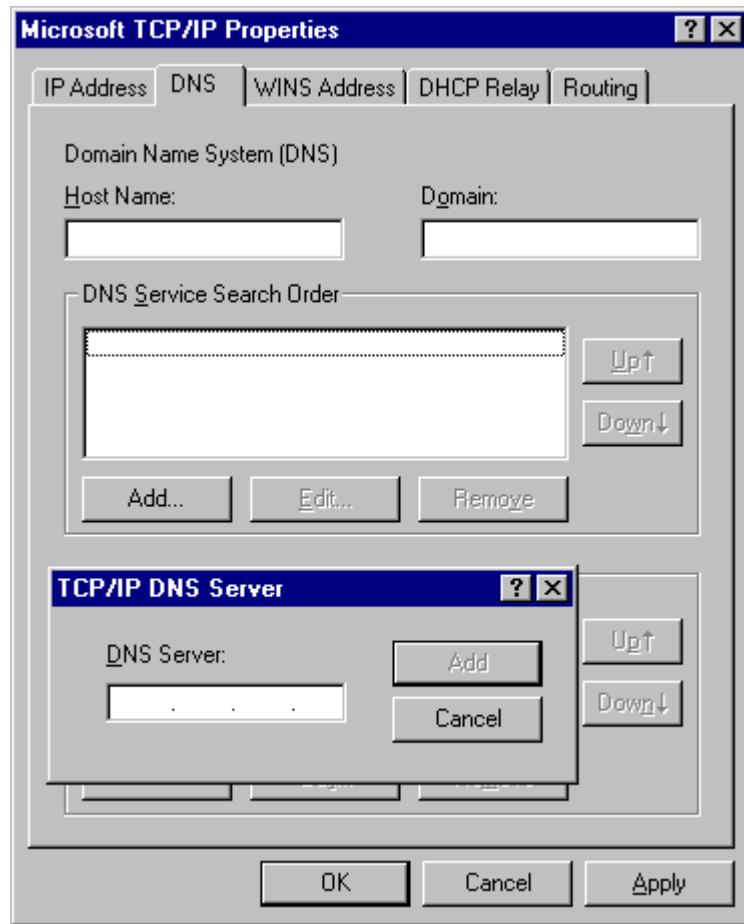 Microsoft TCP/IP Properties
IP Address DNS WINS Address DHCP Relay Routing
Domain Name System (DNS)
Host Name: Domain:
DNS Service Search Order
Up↑
Down↓
Add... Edit... Remove
TCP/IP DNS Server
DNS Server: Add
. . .
Cancel
Up↑
Down↓
OK Cancel Apply